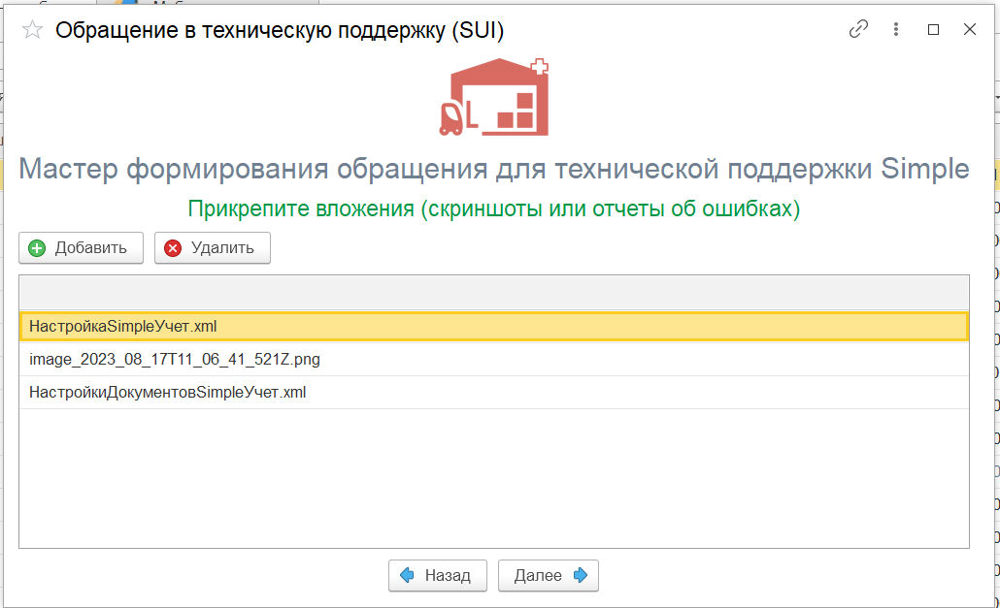 Обращение в техническую поддержку (SUI)
Мастер формирования обращения для технической поддержки Simple
Прикрепите вложения (скриншоты или отчеты об ошибках)
Добавить
Удалить
НастройкаSimpleУчет.xml
image_2023_08_17T11_06_41_521Z.png
НастройкиДокументовSimpleУчет.xml
Назад
Далее